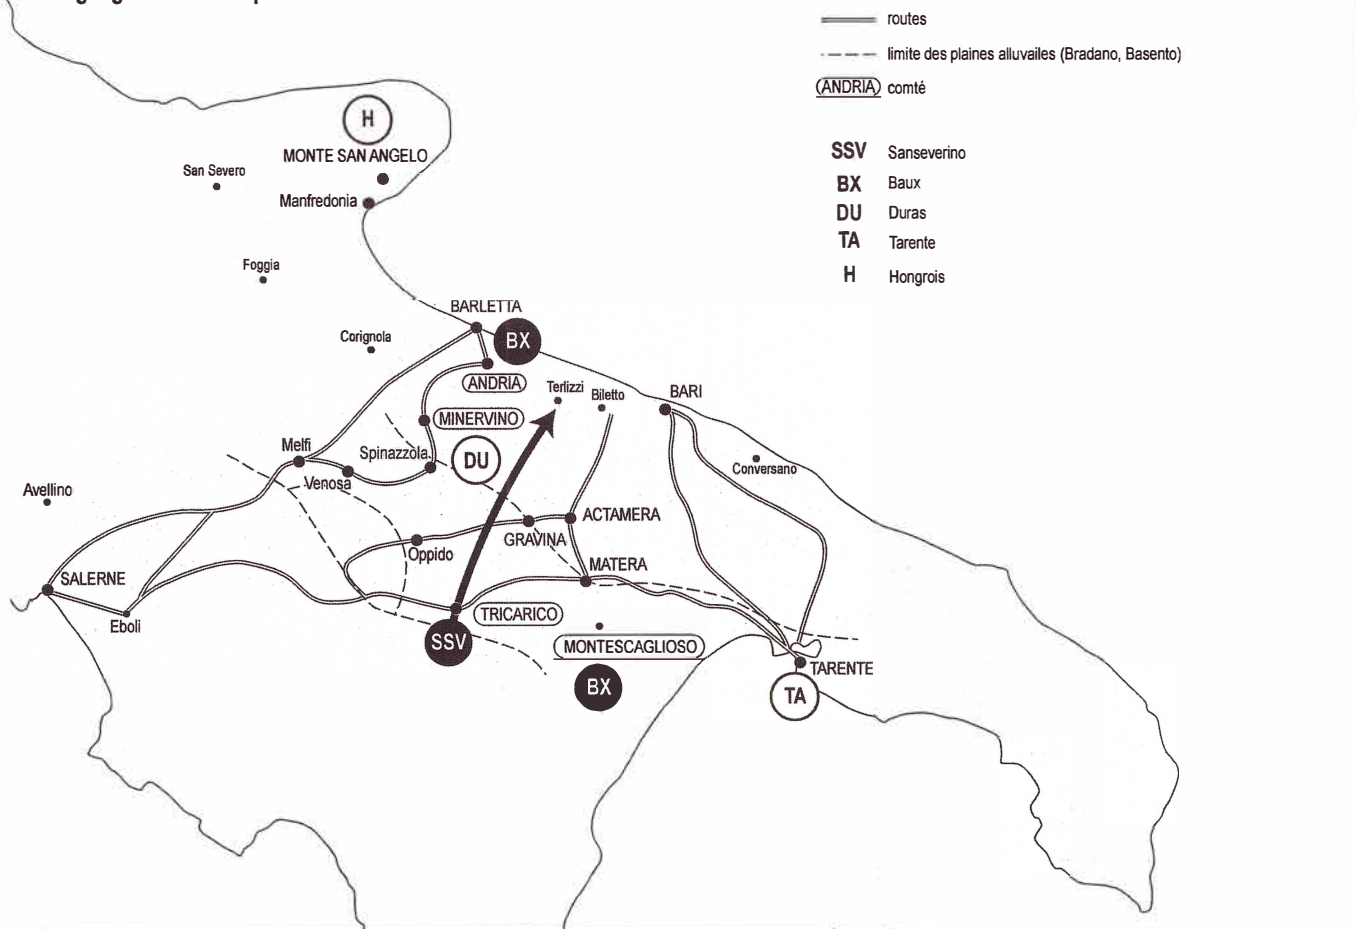 routes
limite des plaines alluvailes (Bradano, Basento)
ANDRIA comté
SSV Sanseverino
BX Baux
DU Duras
TA Tarente
H Hongrois
H
MONTE SAN ANGELO
San Severo
Manfredonia
Foggia
BARLETTA
Corignola
BX
ANDRIA
Terlizzi
Biletto
BARI
MINERVINO
Melfi
Spinazzola
DU
Conversano
Venosa
Avellino
ACTAMERA
GRAVINA
Oppido
MATERA
SALERNE
TRICARICO
Eboli
SSV
MONTESCAGLIOSO
TARENTE
BX
TA